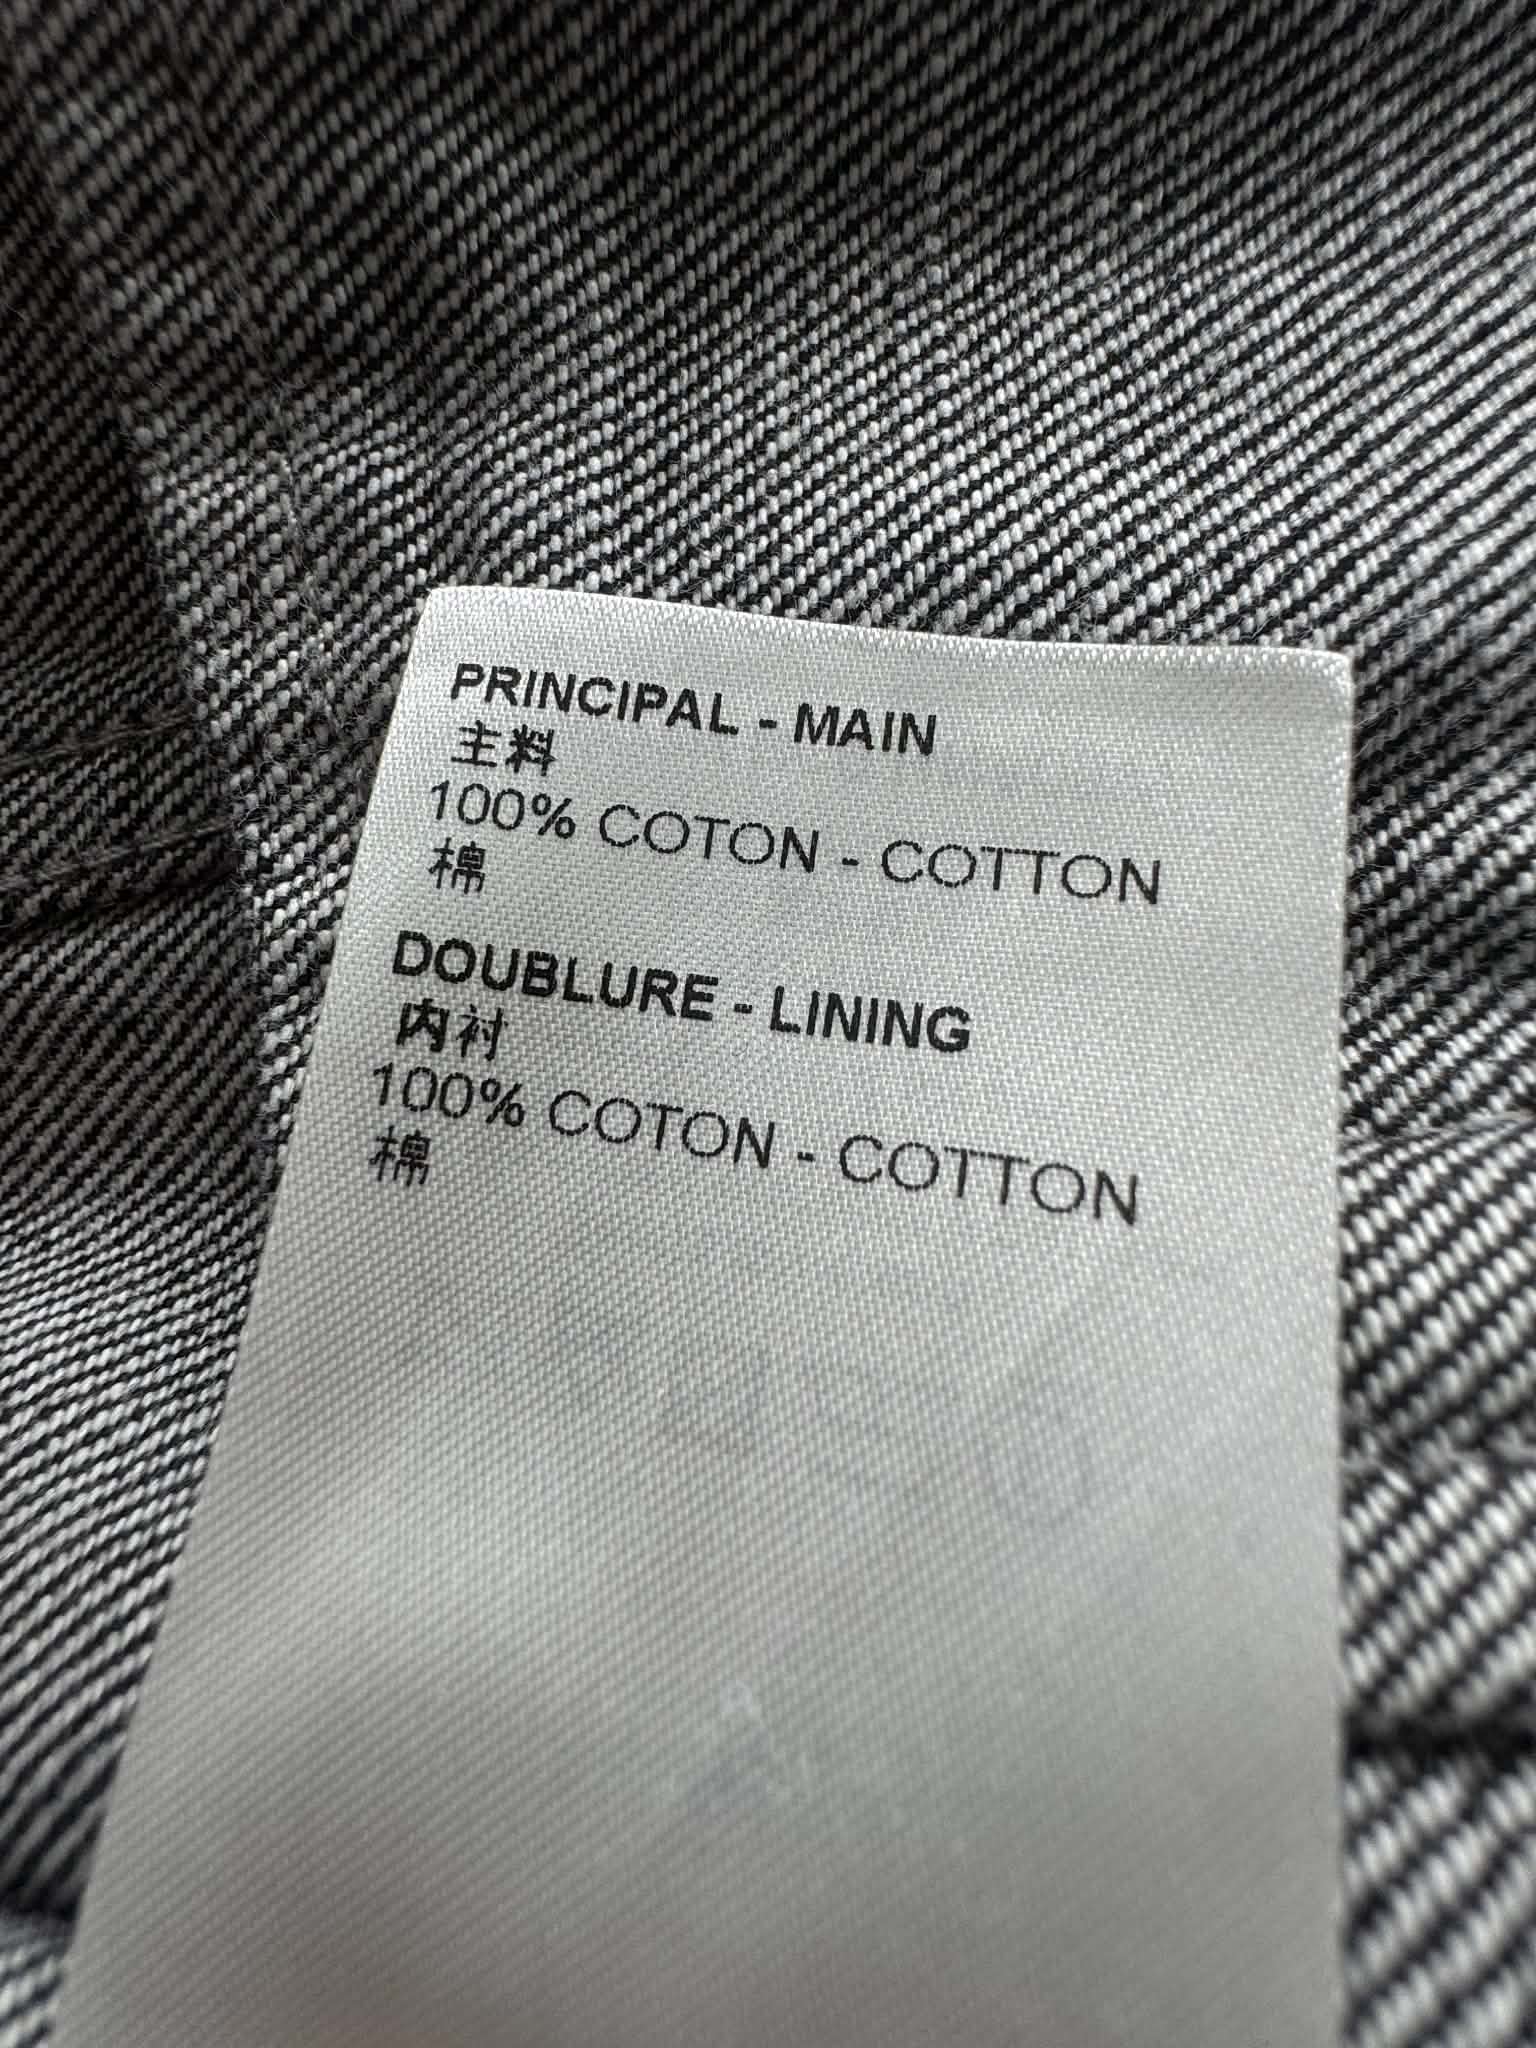 PRINCIPAL - MAIN
主料
100% COTON - COTTON
棉
DOUBLURE - LINING
内衬
100% COTON - COTTON
棉